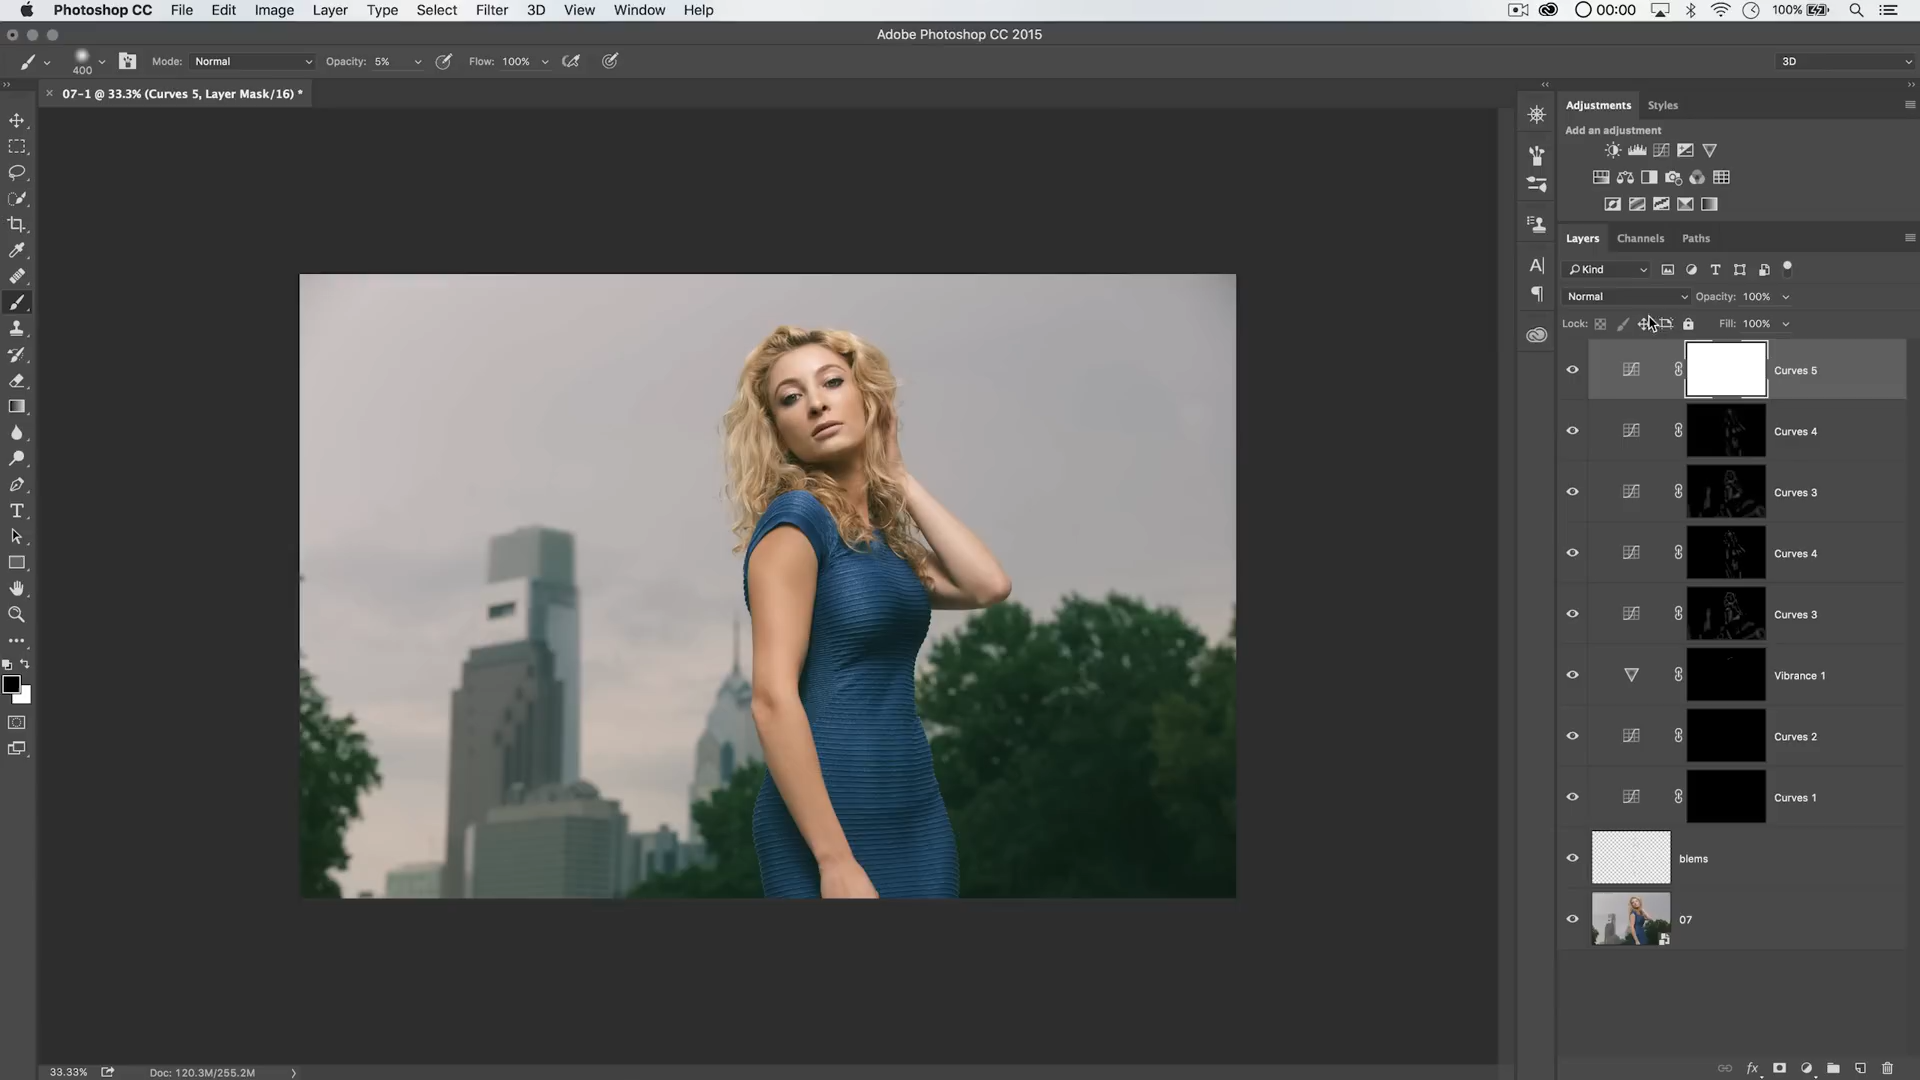 Photoshop CC File Edit Image Layer Type Select Filter 3D View Window Help 00:00 100%
Adobe Photoshop CC 2015
400 Mode: Normal Opacity: 5% Flow: 100% 3D
07-1 @ 33.3% (Curves 5, Layer Mask/16) *
Adjustments Styles
Add an adjustment
Layers Channels Paths
Kind
Normal Opacity: 100%
Lock: Fill: 100%
Curves 5
Curves 4
Curves 3
Curves 4
Curves 3
Vibrance 1
Curves 2
Curves 1
blems
07
33.33% Doc: 120.3M/255.2M